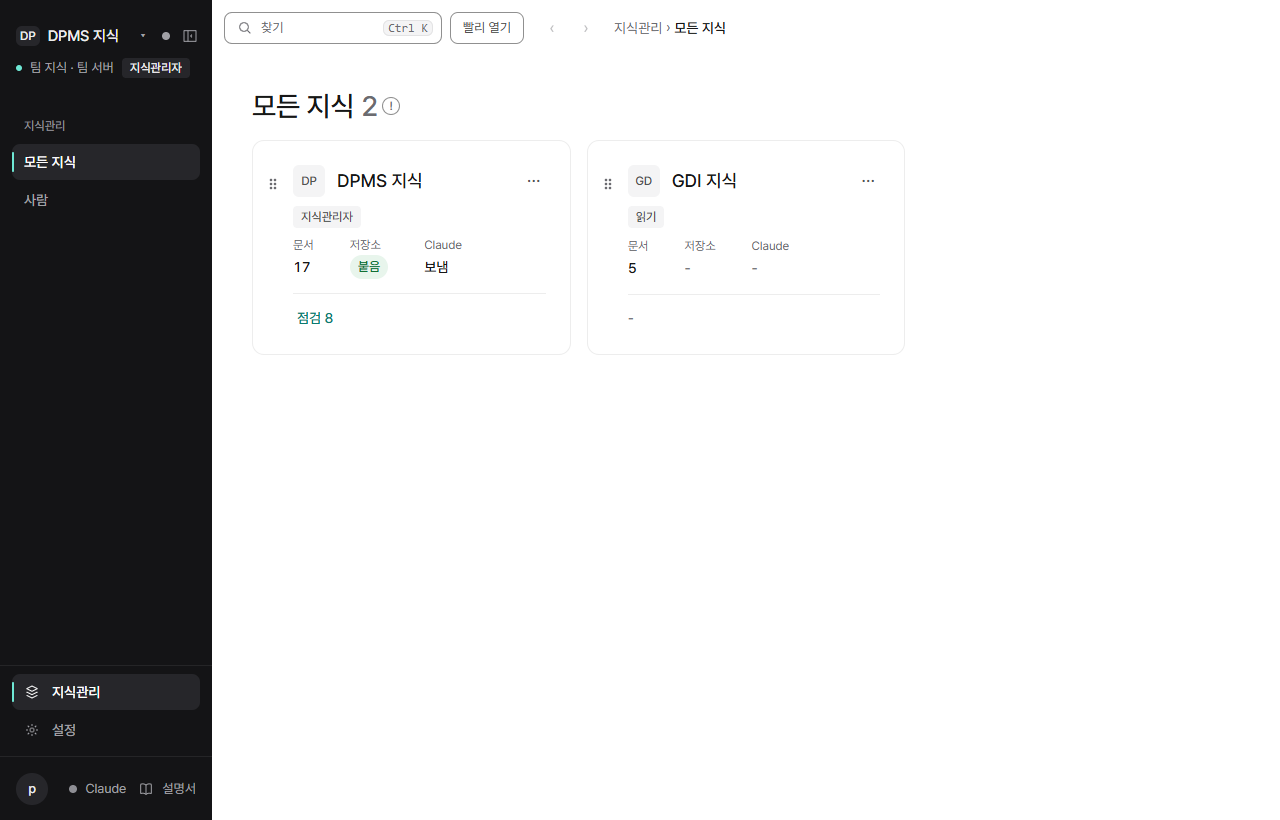 DP DPMS 지식
팀 지식 · 팀 서버 지식관리자
지식관리
모든 지식
사람
지식관리
설정
p Claude 설명서
찾기 Ctrl K 빨리 열기 ‹ › 지식관리 › 모든 지식
모든 지식 2 !
DP DPMS 지식 ···
지식관리자
문서 저장소 Claude
17 붙음 보냄
점검 8
GD GDI 지식 ···
읽기
문서 저장소 Claude
5 - -
-